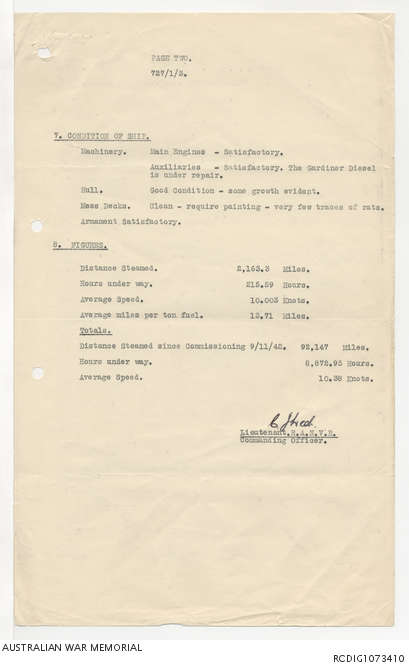 PAGE TWO.
727/1/3.
7. CONDITION OF SHIP.
Machinery. Main Engines - Satisfactory.
Auxiliaries - Satisfactory. The Gardiner Diesel
is under repair.
Hull. Good Condition - some growth evident.
Mess Decks. Clean - require painting - very few traces of rats.
Armament Satisfactory.
8. FIGURES.
Distance Steamed. 2,163.3 Miles.
Hours under way. 215.59 Hours.
Average Speed. 10.003 Knots.
Average miles per ton fuel. 13.71 Miles.
Totals.
Distance Steamed since Commissioning 9/11/42. 92,147 Miles.
Hours under way. 8,872.95 Hours.
Average Speed. 10.38 Knots.
Lieutenant.R.A.N.V.R.
Commanding Officer.
AUSTRALIAN WAR MEMORIAL
RCDIG1073410